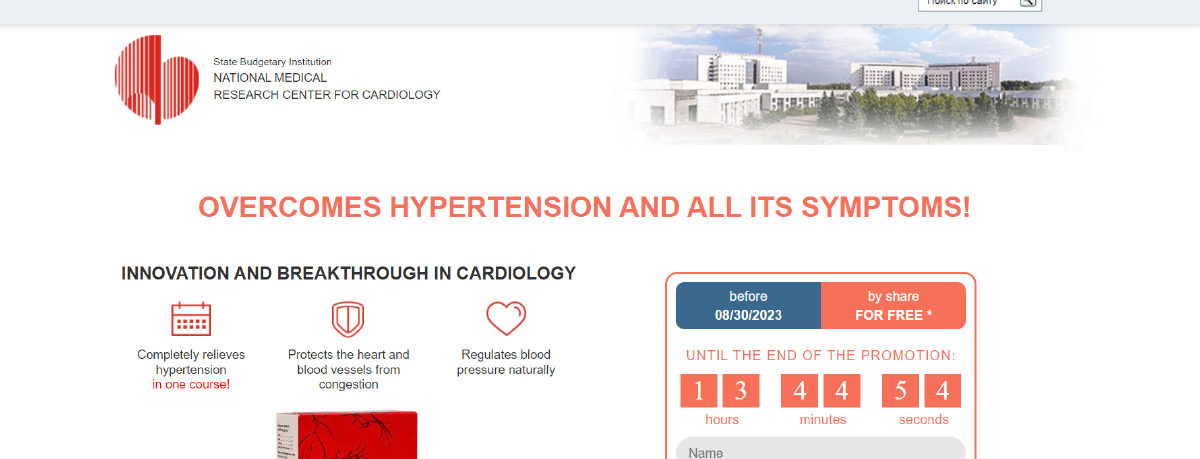 Поиск по сайту
State Budgetary Institution
NATIONAL MEDICAL
RESEARCH CENTER FOR CARDIOLOGY
OVERCOMES HYPERTENSION AND ALL ITS SYMPTOMS!
INNOVATION AND BREAKTHROUGH IN CARDIOLOGY
Completely relieves
hypertension
in one course!
Protects the heart and
blood vessels from
congestion
Regulates blood
pressure naturally
before
08/30/2023
by share
FOR FREE *
UNTIL THE END OF THE PROMOTION:
1 3 4 4 5 4
hours minutes seconds
Name